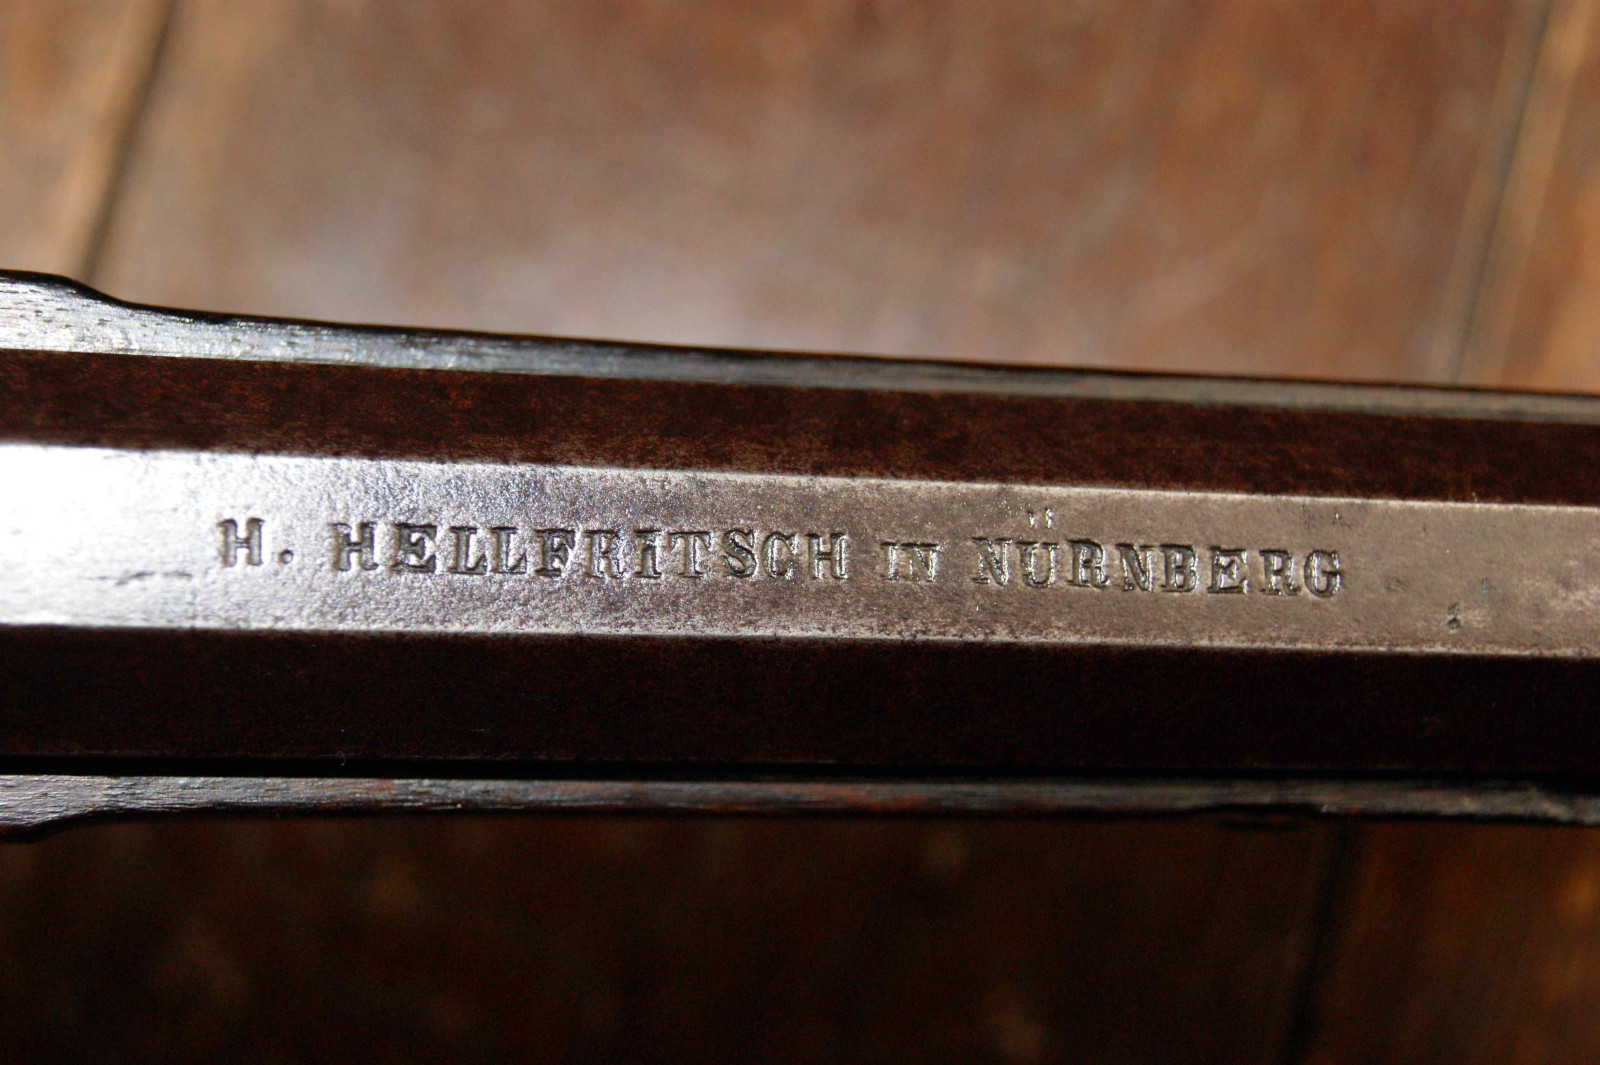 H. HELLFRITSCH IN NÜRNBERG